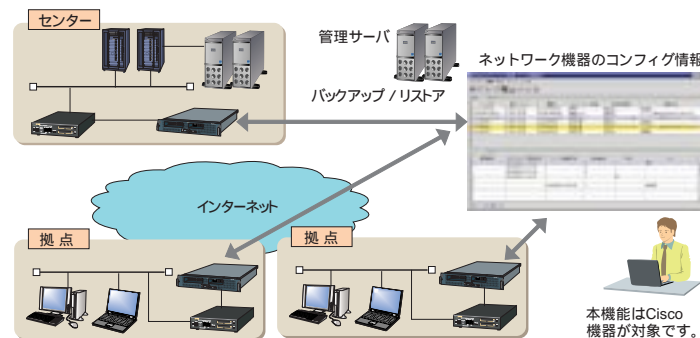 センター
管理サーバ
ネットワーク機器のコンフィグ情報
バックアップ / リストア
インターネット
拠 点
拠 点
本機能はCisco
機器が対象です。